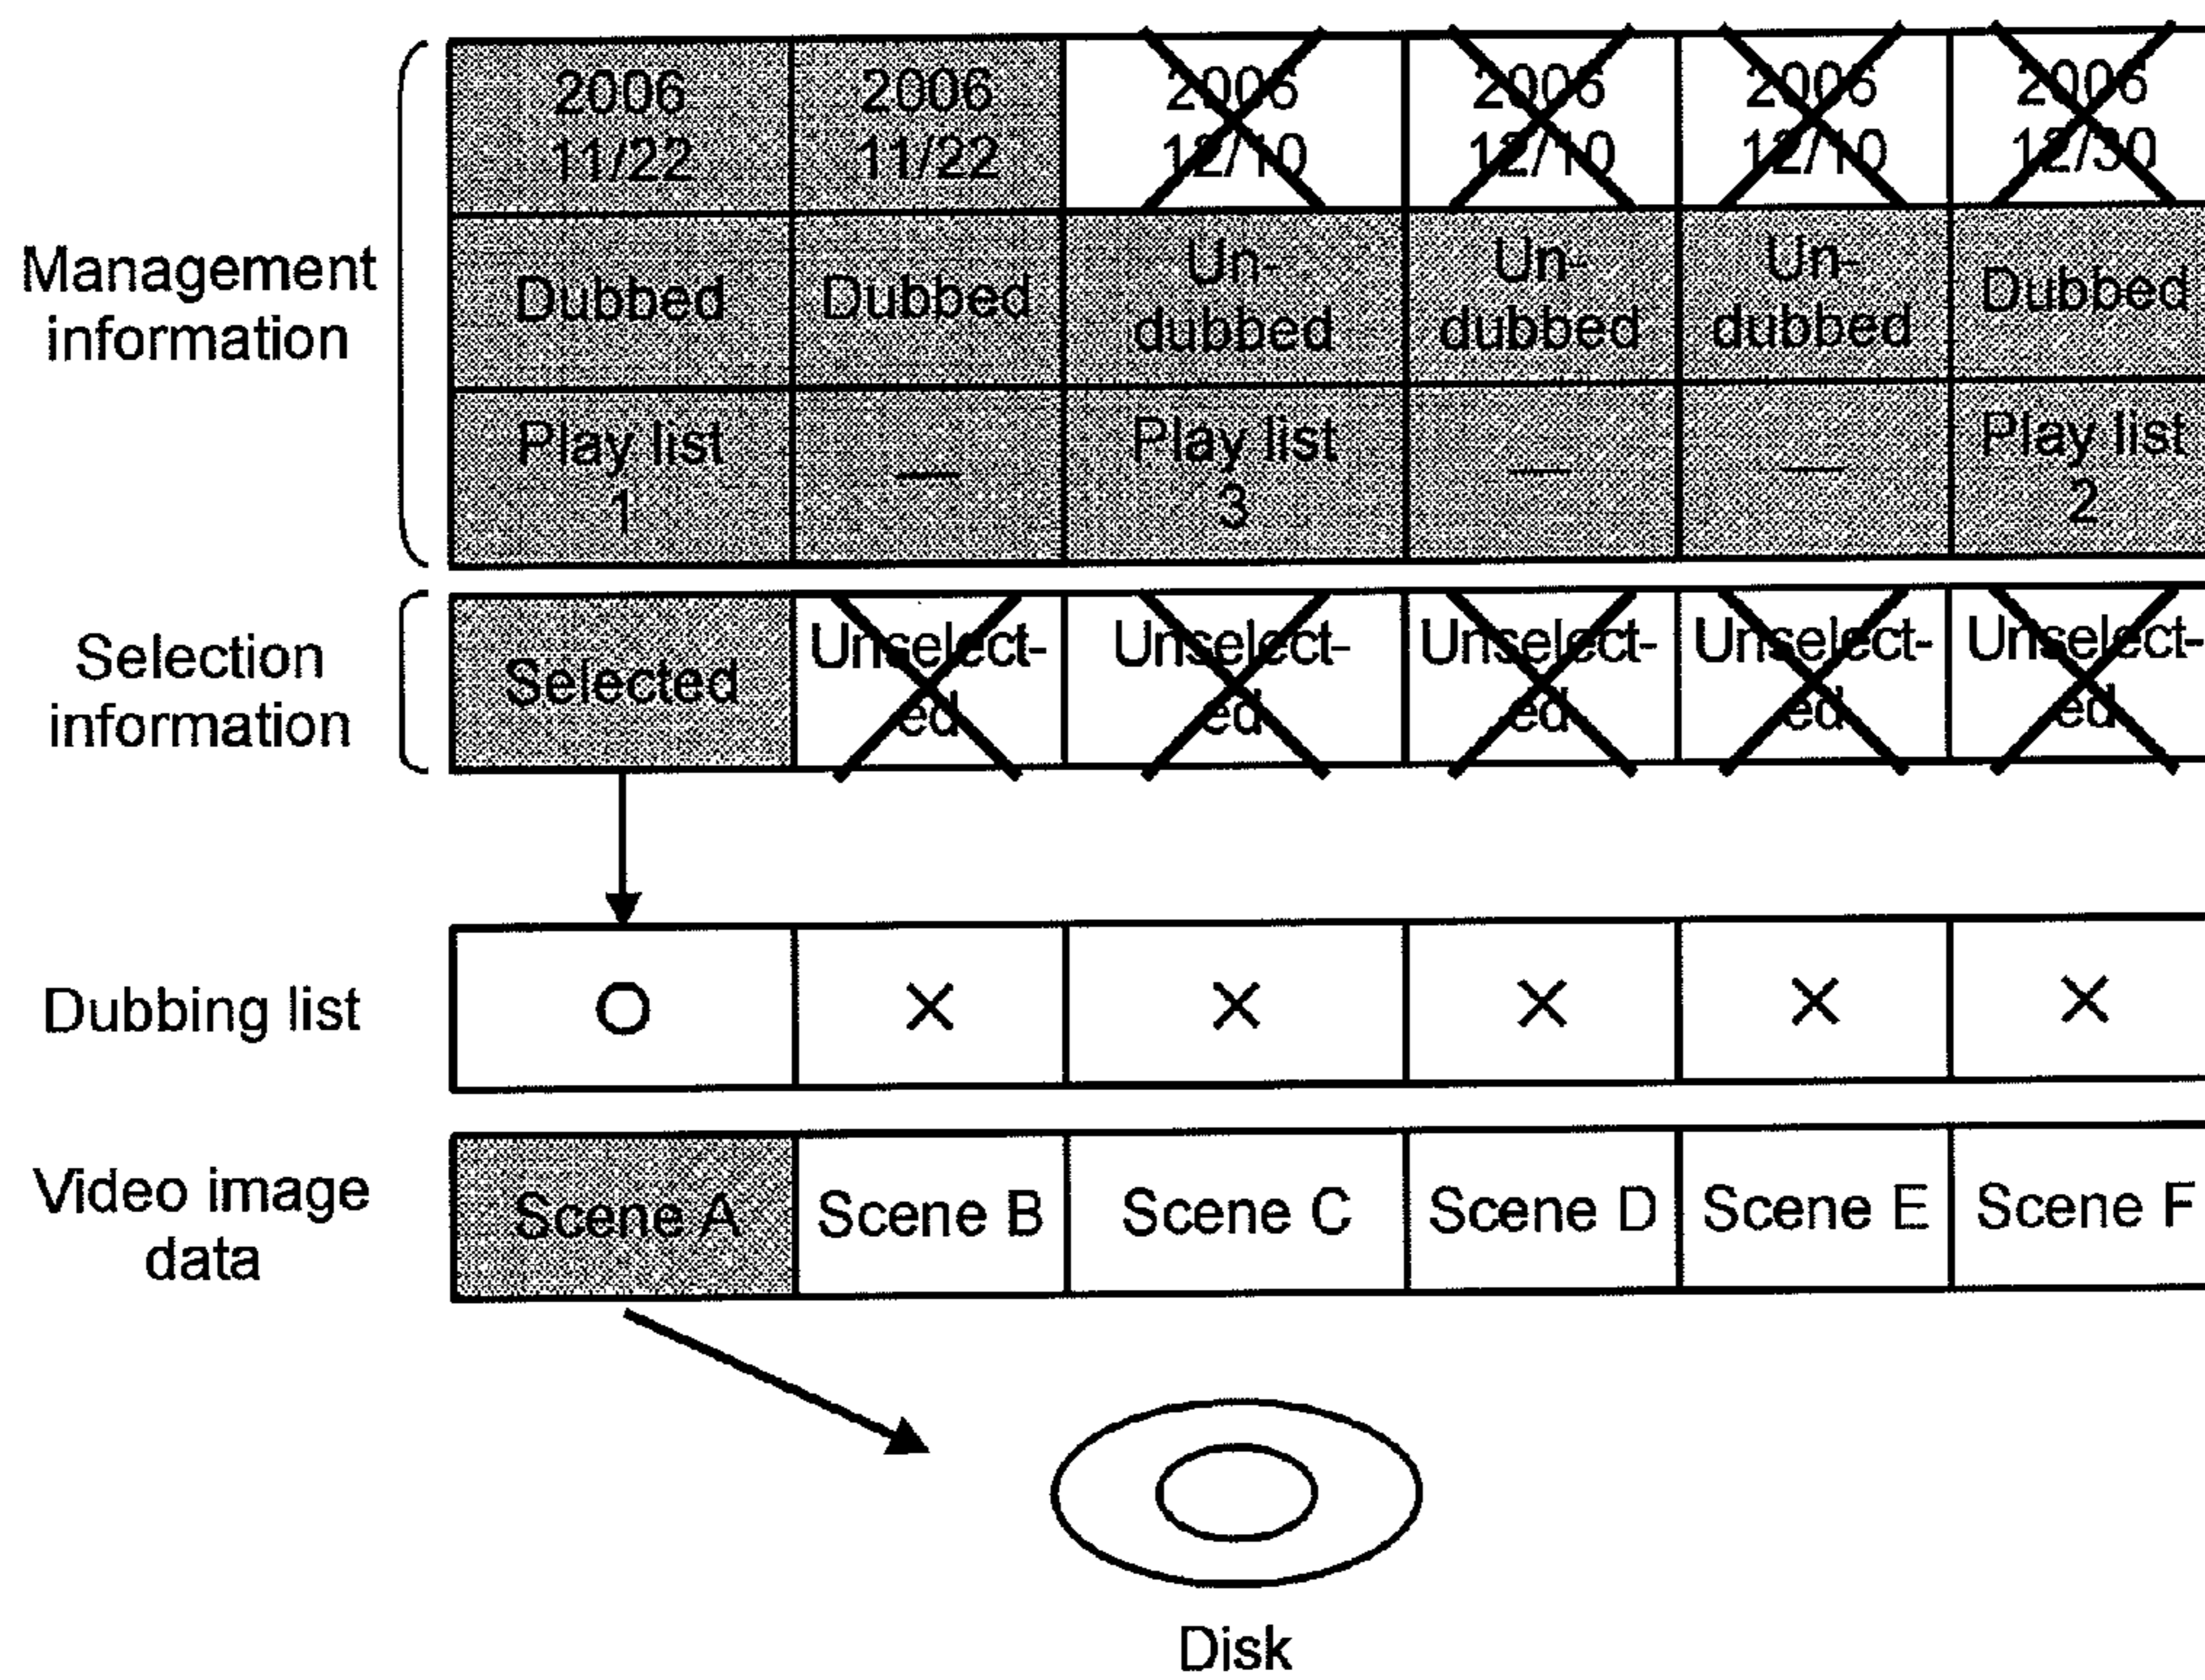 2006 2006 2006 2006 2006 2006
11/22 11/22 12/10 12/10 12/10 12/30
Management
information
Dubbed Dubbed Un-
dubbed Un-
dubbed Un-
dubbed Dubbed
Play list
1 — Play list
3 — — Play list
2
Selection
information
Selected Unselect-
ed Unselect-
ed Unselect-
ed Unselect-
ed Unselect-
ed
Dubbing list ○ × × × × ×
Video image
data
Scene A Scene B Scene C Scene D Scene E Scene F
Disk